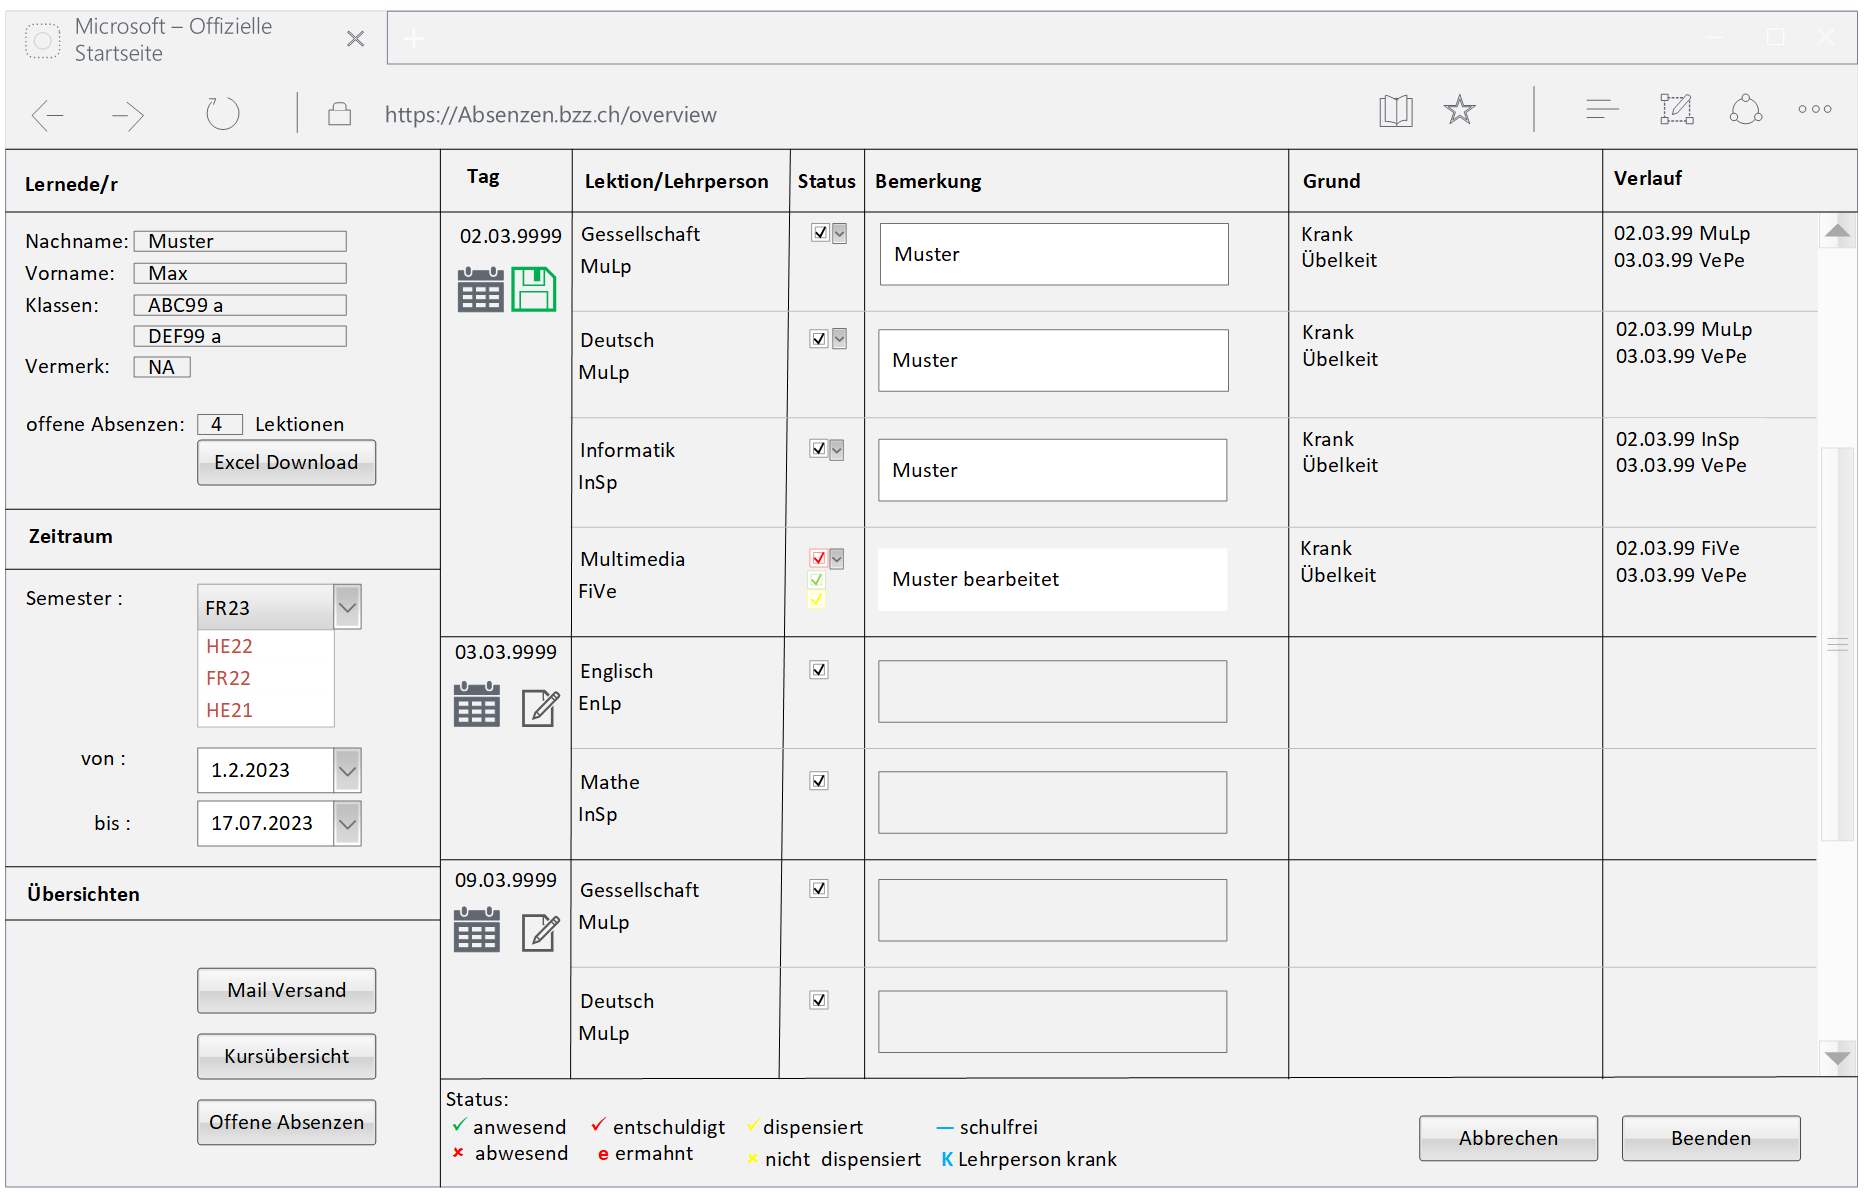 Microsoft – Offizielle
Startseite
https://Absenzen.bzz.ch/overview
Lernede/r
Tag
Lektion/Lehrperson
Status
Bemerkung
Grund
Verlauf
Nachname: Muster
Vorname: Max
Klassen: ABC99 a
DEF99 a
Vermerk: NA
offene Absenzen: 4 Lektionen
Excel Download
Zeitraum
Semester : FR23
HE22
FR22
HE21
von : 1.2.2023
bis : 17.07.2023
Übersichten
Mail Versand
Kursübersicht
Offene Absenzen
02.03.9999
Gessellschaft
MuLp
Muster
Krank
Übelkeit
02.03.99 MuLp
03.03.99 VePe
Deutsch
MuLp
Muster
Krank
Übelkeit
02.03.99 MuLp
03.03.99 VePe
Informatik
InSp
Muster
Krank
Übelkeit
02.03.99 InSp
03.03.99 VePe
Multimedia
FiVe
Muster bearbeitet
Krank
Übelkeit
02.03.99 FiVe
03.03.99 VePe
03.03.9999
Englisch
EnLp
Mathe
InSp
09.03.9999
Gessellschaft
MuLp
Deutsch
MuLp
Status:
anwesend entschuldigt dispensiert schulfrei
abwesend e ermahnt nicht dispensiert K Lehrperson krank
Abbrechen
Beenden